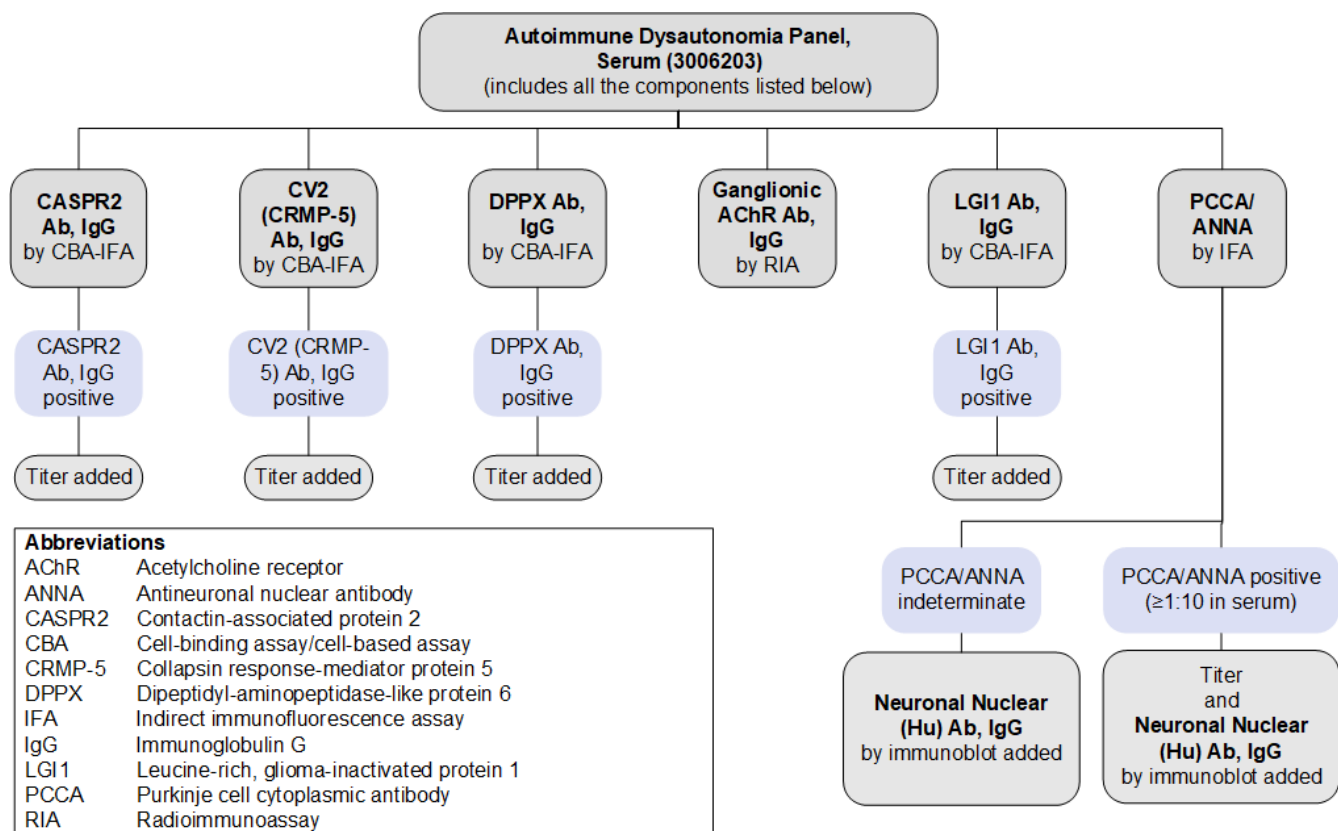 Autoimmune Dysautonomia Panel,
Serum (3006203)
(includes all the components listed below)
CASPR2
Ab, IgG
by CBA-IFA
CV2
(CRMP-5)
Ab, IgG
by CBA-IFA
DPPX Ab,
IgG
by CBA-IFA
Ganglionic
AChR Ab,
IgG
by RIA
LGI1 Ab,
IgG
by CBA-IFA
PCCA/
ANNA
by IFA
CASPR2
Ab, IgG
positive
CV2 (CRMP-
5) Ab, IgG
positive
DPPX Ab,
IgG
positive
LGI1 Ab,
IgG
positive
Titer added
Titer added
Titer added
Titer added
PCCA/ANNA
indeterminate
PCCA/ANNA positive
(≥1:10 in serum)
Neuronal Nuclear
(Hu) Ab, IgG
by immunoblot added
Titer
and
Neuronal Nuclear
(Hu) Ab, IgG
by immunoblot added
Abbreviations
AChR Acetylcholine receptor
ANNA Antineuronal nuclear antibody
CASPR2 Contactin-associated protein 2
CBA Cell-binding assay/cell-based assay
CRMP-5 Collapsin response-mediator protein 5
DPPX Dipeptidyl-aminopeptidase-like protein 6
IFA Indirect immunofluorescence assay
IgG Immunoglobulin G
LGI1 Leucine-rich, glioma-inactivated protein 1
PCCA Purkinje cell cytoplasmic antibody
RIA Radioimmunoassay